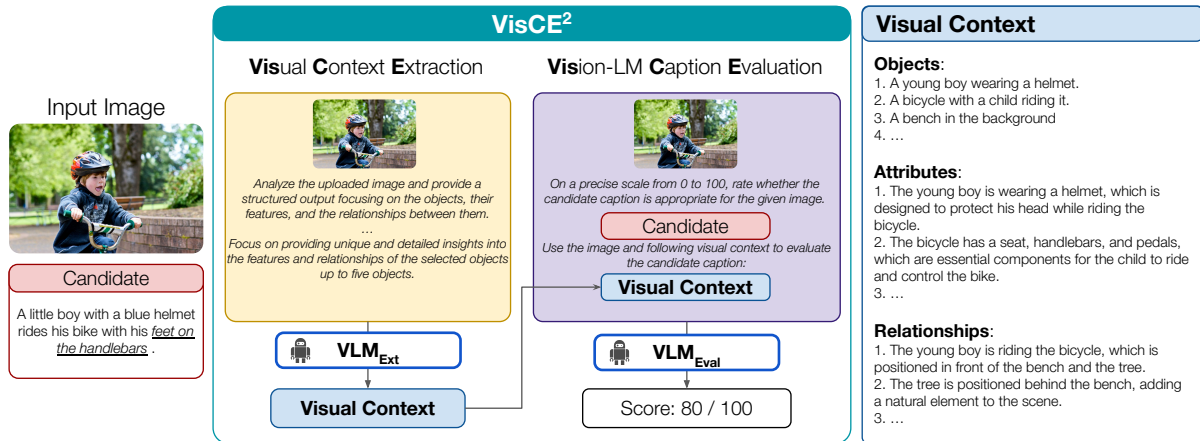 VisCE²
Input Image
Candidate
A little boy with a blue helmet
rides his bike with his feet on
the handlebars .
Visual Context Extraction
Analyze the uploaded image and provide a
structured output focusing on the objects, their
features, and the relationships between them.
…
Focus on providing unique and detailed insights into
the features and relationships of the selected objects
up to five objects.
VLM_Ext
Visual Context
Vision-LM Caption Evaluation
On a precise scale from 0 to 100, rate whether the
candidate caption is appropriate for the given image.
Candidate
Use the image and following visual context to evaluate
the candidate caption:
Visual Context
VLM_Eval
Score: 80 / 100
Visual Context
Objects:
1. A young boy wearing a helmet.
2. A bicycle with a child riding it.
3. A bench in the background
4. …
Attributes:
1. The young boy is wearing a helmet, which is
designed to protect his head while riding the
bicycle.
2. The bicycle has a seat, handlebars, and pedals,
which are essential components for the child to ride
and control the bike.
3. …
Relationships:
1. The young boy is riding the bicycle, which is
positioned in front of the bench and the tree.
2. The tree is positioned behind the bench, adding
a natural element to the scene.
3. …